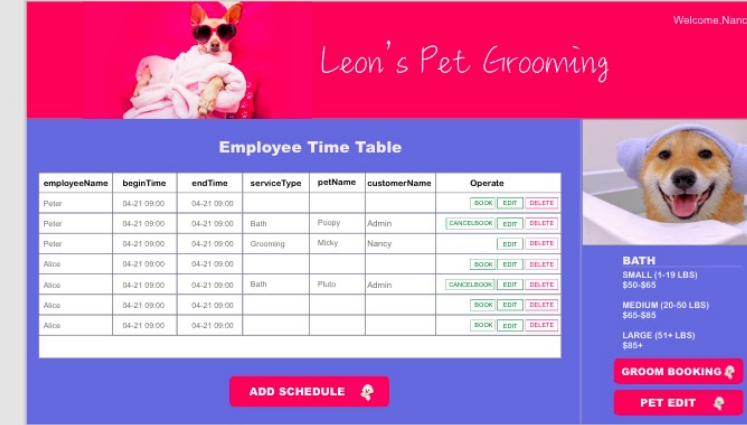 Welcome,Nanc
Leon's Pet Grooming
Employee Time Table
employeeName beginTime endTime serviceType petName customerName Operate
Peter 04-21 09:00 04-21 09:00 BOOK EDIT DELETE
Peter 04-21 09:00 04-21 09:00 Bath Poopy Admin CANCELBOOK EDIT DELETE
Peter 04-21 09:00 04-21 09:00 Grooming Micky Nancy EDIT DELETE
Alice 04-21 09:00 04-21 09:00 BOOK EDIT DELETE
Alice 04-21 09:00 04-21 09:00 Bath Pluto Admin CANCELBOOK EDIT DELETE
Alice 04-21 09:00 04-21 09:00 BOOK EDIT DELETE
Alice 04-21 09:00 04-21 09:00 BOOK EDIT DELETE
ADD SCHEDULE
BATH
SMALL (1-19 LBS)
$50-$65
MEDIUM (20-50 LBS)
$65-$85
LARGE (51+ LBS)
$85+
GROOM BOOKING
PET EDIT